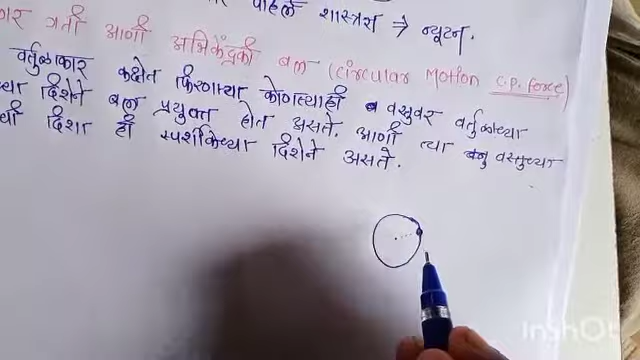 पहिले शास्त्रज्ञ → न्यूटन.
गती आणी अभिकेंद्रकी बल (circular Motion C.P. Force)
वर्तुळाकार कक्षेत फिरणाऱ्या कोणत्याही वस्तुवर वर्तुळाच्या
दिशेने बल प्रयुक्त होत असते. आणी त्या वस्तुच्या
दिशा ही स्पर्शिकेच्या दिशेने असते.
InShOt